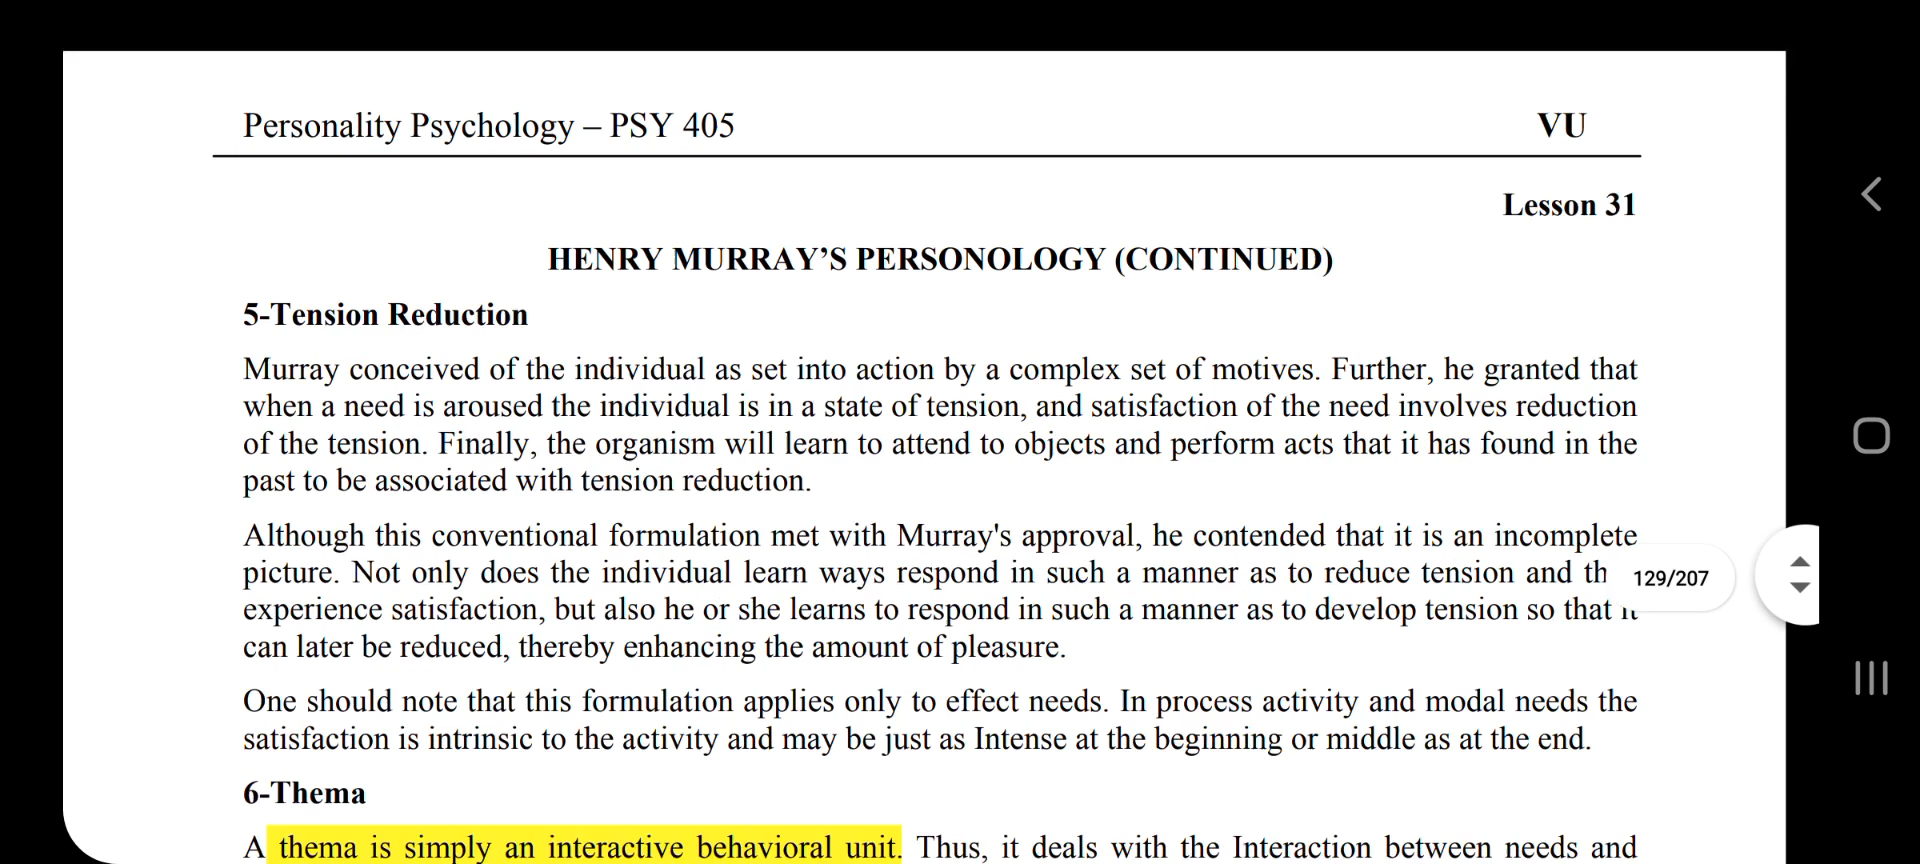 Personality Psychology – PSY 405 VU
Lesson 31
HENRY MURRAY’S PERSONOLOGY (CONTINUED)
5-Tension Reduction
Murray conceived of the individual as set into action by a complex set of motives. Further, he granted that
when a need is aroused the individual is in a state of tension, and satisfaction of the need involves reduction
of the tension. Finally, the organism will learn to attend to objects and perform acts that it has found in the
past to be associated with tension reduction.
Although this conventional formulation met with Murray's approval, he contended that it is an incomplete
picture. Not only does the individual learn ways respond in such a manner as to reduce tension and
129/207
experience satisfaction, but also he or she learns to respond in such a manner as to develop tension so that it
can later be reduced, thereby enhancing the amount of pleasure.
One should note that this formulation applies only to effect needs. In process activity and modal needs the
satisfaction is intrinsic to the activity and may be just as Intense at the beginning or middle as at the end.
6-Thema
A thema is simply an interactive behavioral unit. Thus, it deals with the Interaction between needs and